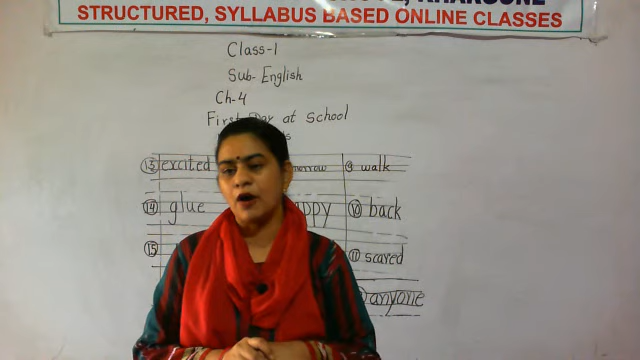 KHARGONE
STRUCTURED, SYLLABUS BASED ONLINE CLASSES
Class-1
Sub- English
Ch-4
First Day at School
13 excited
9 walk
14 glue
10 back
15
11 scared
anyone